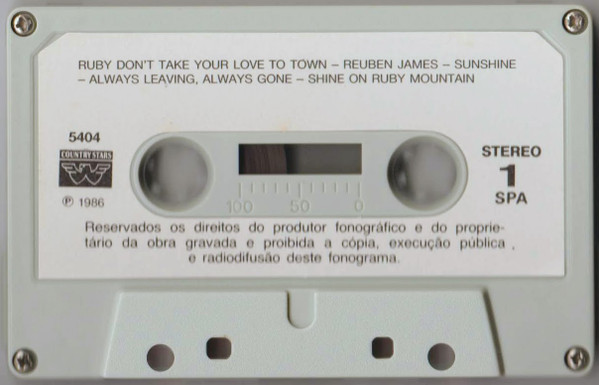 RUBY DON'T TAKE YOUR LOVE TO TOWN – REUBEN JAMES – SUNSHINE
– ALWAYS LEAVING, ALWAYS GONE – SHINE ON RUBY MOUNTAIN
5404
COUNTRY STARS
℗ 1986
STEREO
1
SPA
100 50 0
Reservados os direitos do produtor fonográfico e do proprie-
tário da obra gravada e proibida a cópia, execução pública ,
e radiodifusão deste fonograma.